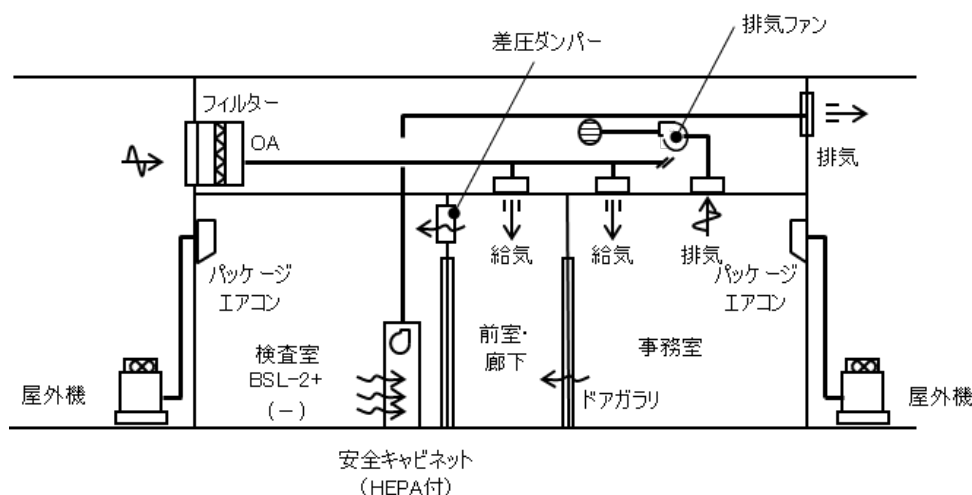 差圧ダンパー
排気ファン
フィルター
OA
排気
給気
給気
排気
パッケージ
エアコン
パッケージ
エアコン
検査室
BSL-2+
(-)
前室・
廊下
事務室
屋外機
ドアガラリ
屋外機
安全キャビネット
(HEPA付)